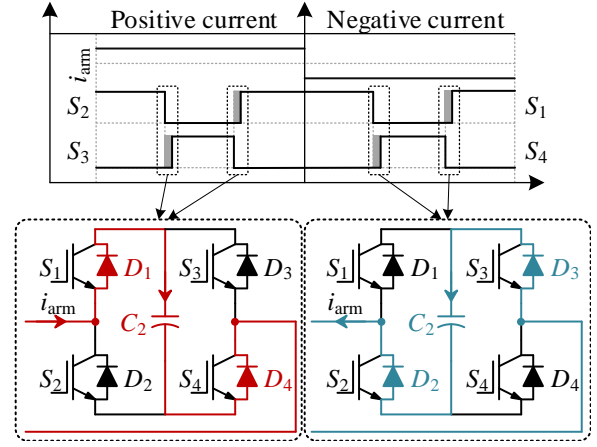 Positive current Negative current
i_arm
S_2 S_1
S_3 S_4
S_1 D_1 S_3 D_3 S_1 D_1 S_3 D_3
i_arm C_2 i_arm C_2
S_2 D_2 S_4 D_4 S_2 D_2 S_4 D_4